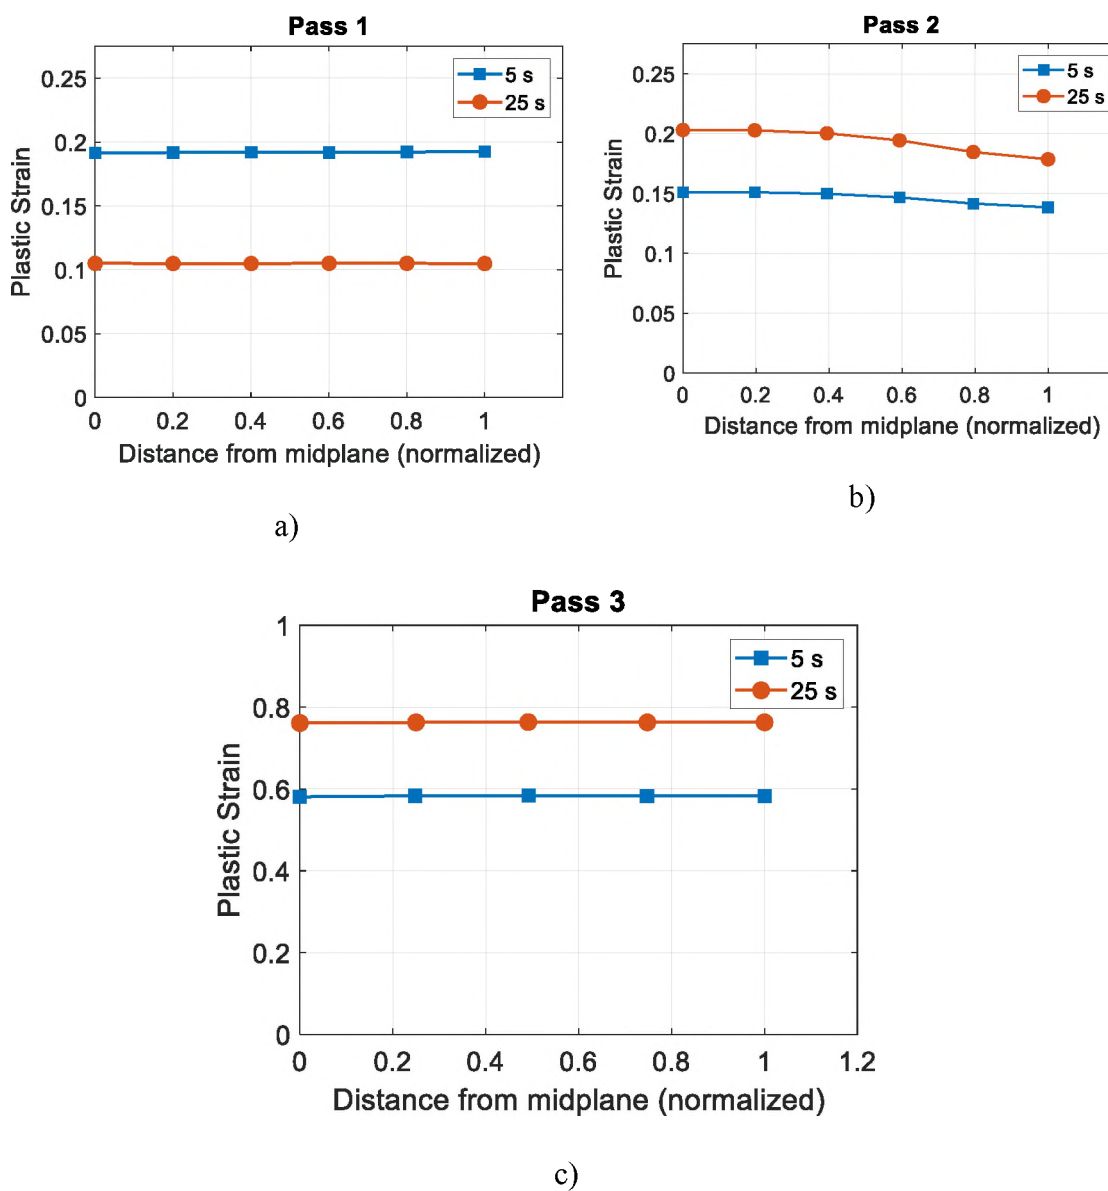 Pass 1
0.25
0.2
0.15
0.1
0.05
0
Plastic Strain
5 s
25 s
0 0.2 0.4 0.6 0.8 1
Distance from midplane (normalized)
a)
Pass 2
0.25
0.2
0.15
0.1
0.05
0
Plastic Strain
5 s
25 s
0 0.2 0.4 0.6 0.8 1
Distance from midplane (normalized)
b)
Pass 3
1
0.8
0.6
0.4
0.2
0
Plastic Strain
5 s
25 s
0 0.2 0.4 0.6 0.8 1 1.2
Distance from midplane (normalized)
c)